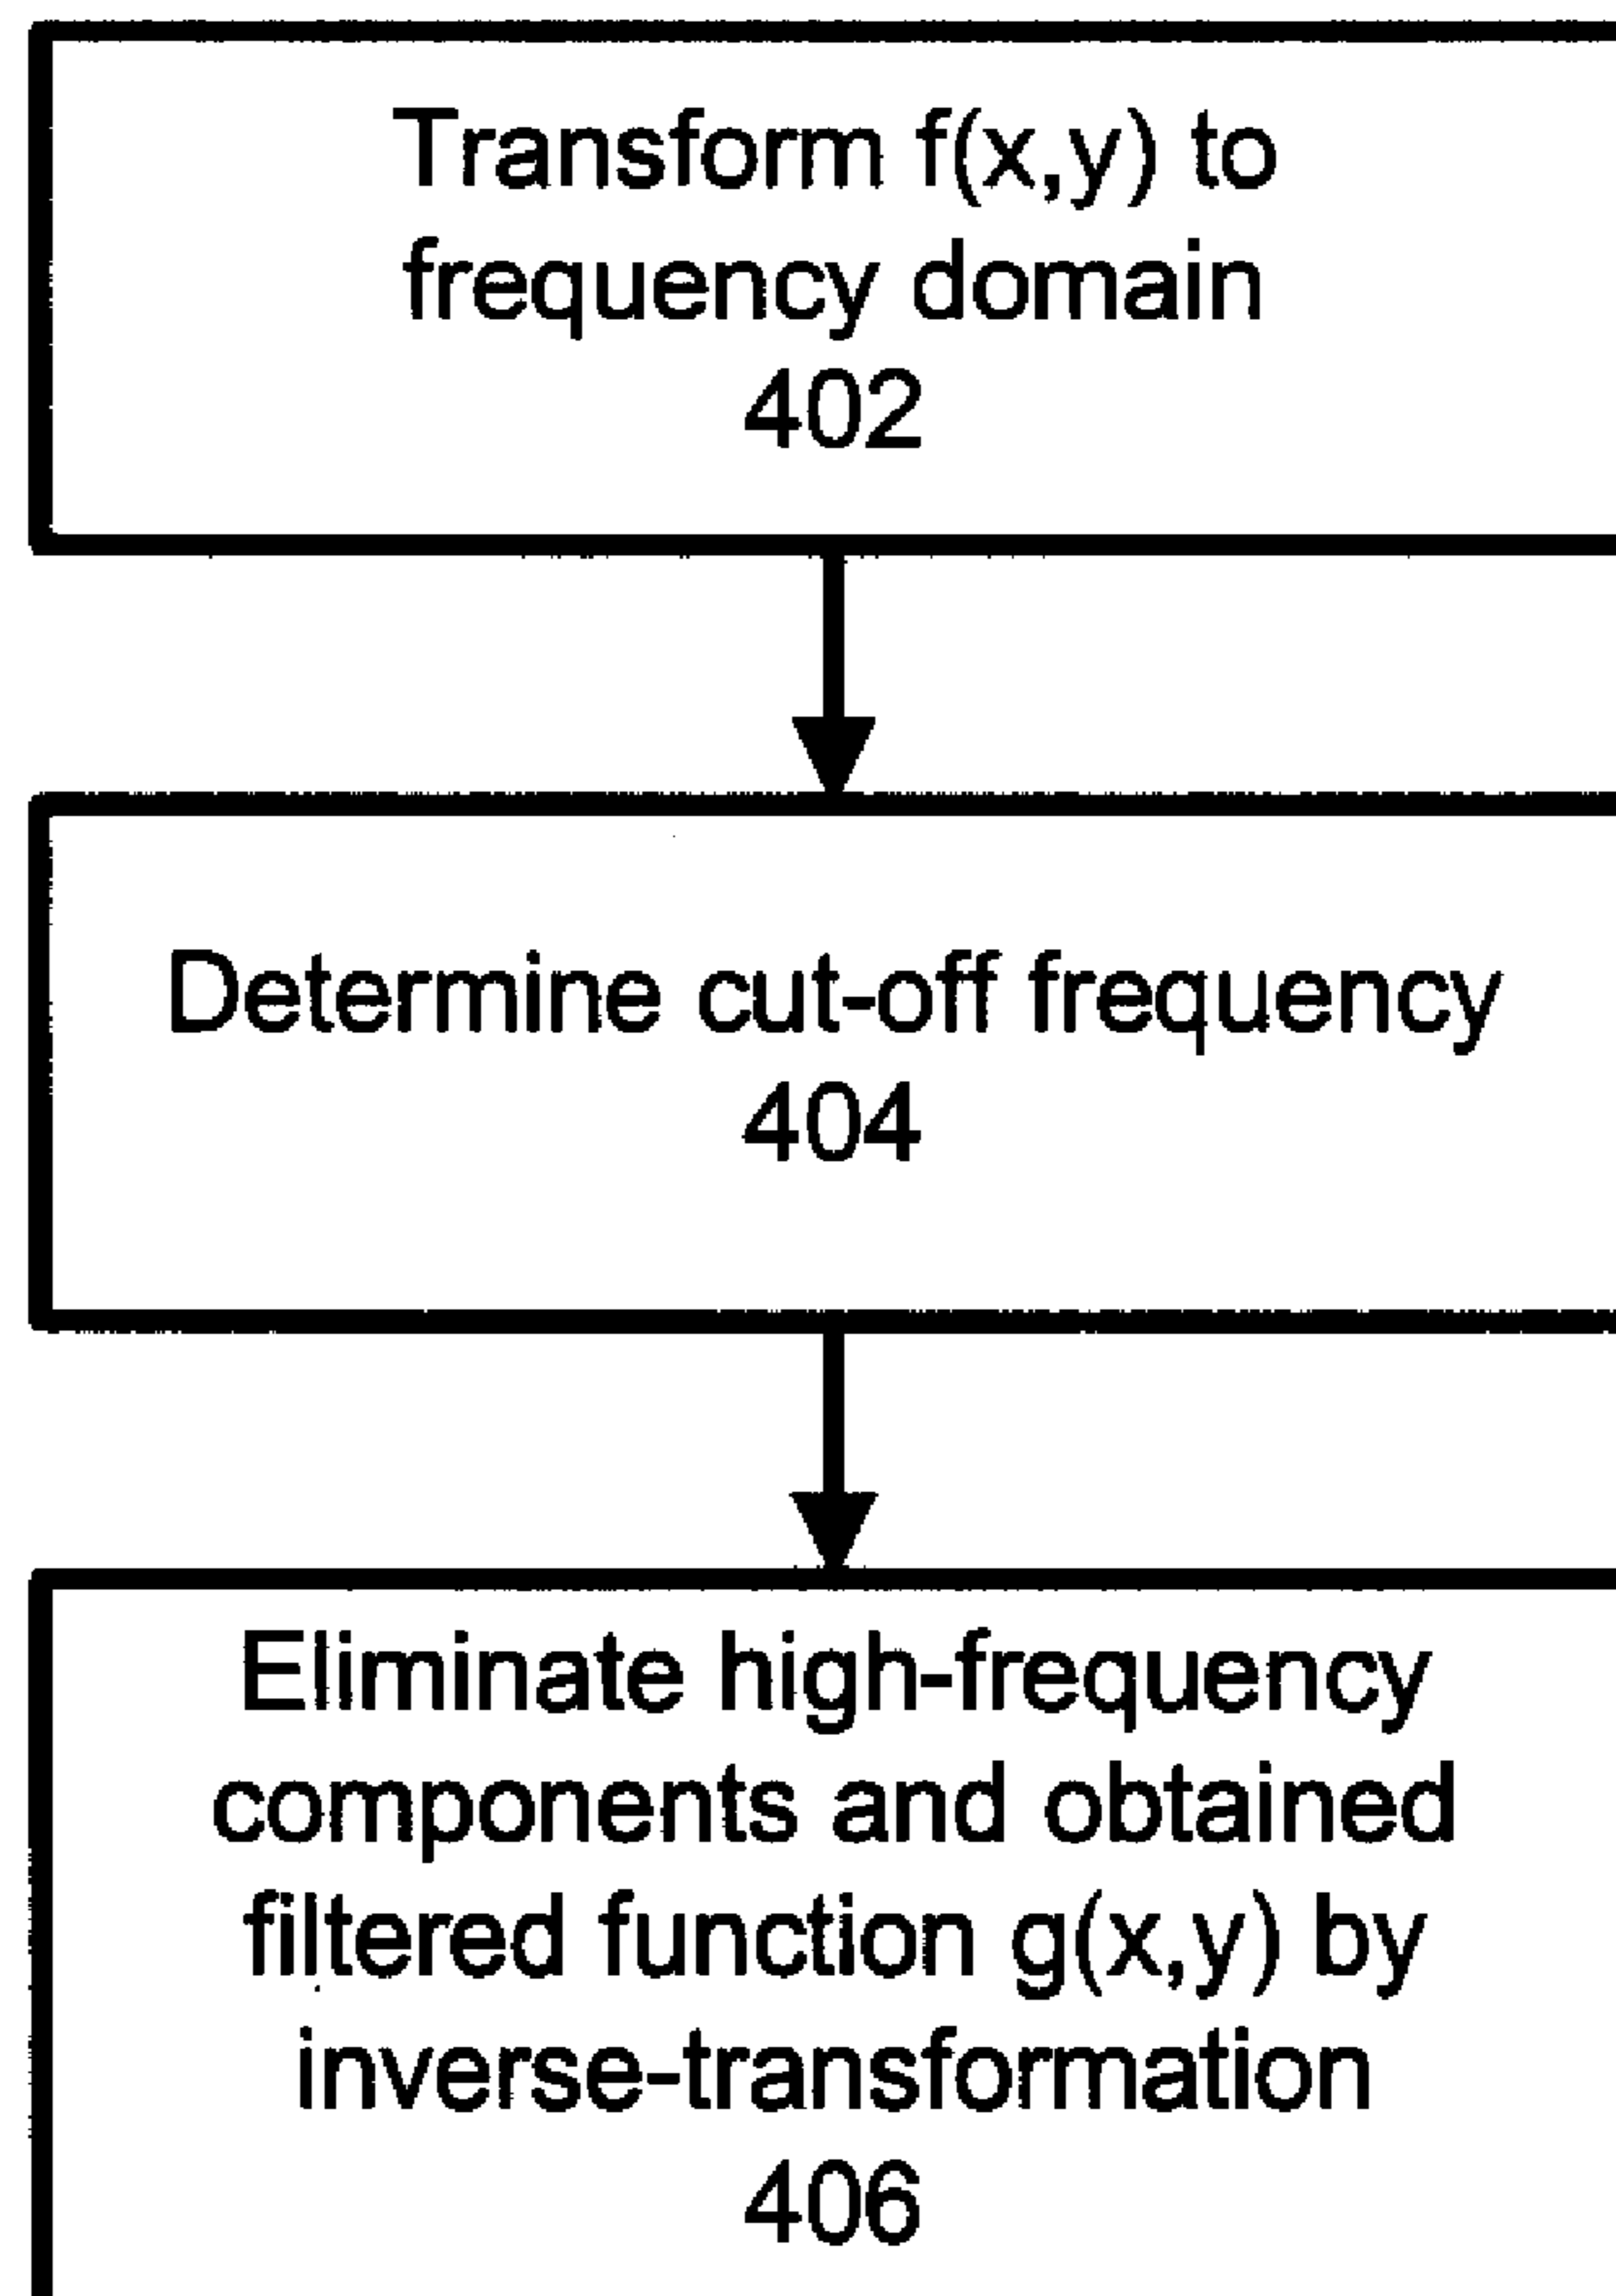 Transform f(x,y) to
frequency domain
402
Determine cut-off frequency
404
Eliminate high-frequency
components and obtained
filtered function g(x,y) by
inverse-transformation
406